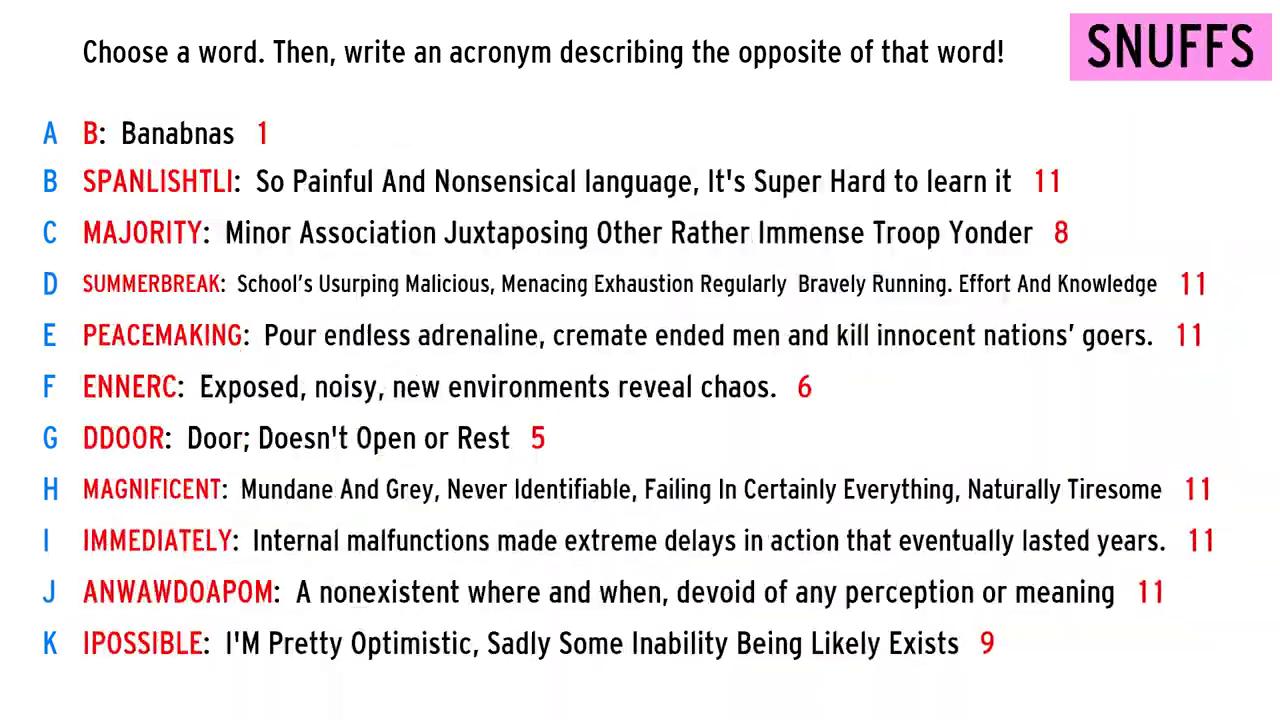 Choose a word. Then, write an acronym describing the opposite of that word!
SNUFFS
A B: Banabnas 1
B SPANLISHTLI: So Painful And Nonsensical language, It's Super Hard to learn it 11
C MAJORITY: Minor Association Juxtaposing Other Rather Immense Troop Yonder 8
D SUMMERBREAK: School’s Usurping Malicious, Menacing Exhaustion Regularly Bravely Running. Effort And Knowledge 11
E PEACEMAKING: Pour endless adrenaline, cremate ended men and kill innocent nations’ goers. 11
F ENNERC: Exposed, noisy, new environments reveal chaos. 6
G DDOOR: Door; Doesn't Open or Rest 5
H MAGNIFICENT: Mundane And Grey, Never Identifiable, Failing In Certainly Everything, Naturally Tiresome 11
I IMMEDIATELY: Internal malfunctions made extreme delays in action that eventually lasted years. 11
J ANWAWDOAPOM: A nonexistent where and when, devoid of any perception or meaning 11
K IPOSSIBLE: I'M Pretty Optimistic, Sadly Some Inability Being Likely Exists 9